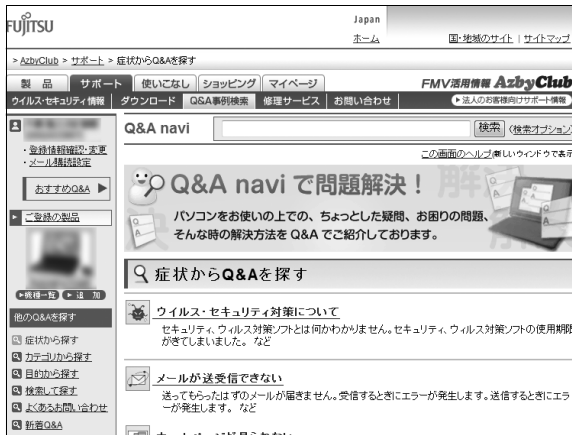 FUJITSU
Japan
ホーム
国・地域のサイト | サイトマップ
> AzbyClub > サポート > 症状からQ&Aを探す
製品 サポート 使いこなし ショッピング マイページ
FMV活用情報 AzbyClub
ウイルス・セキュリティ情報 ダウンロード Q&A事例検索 修理サービス お問い合わせ
法人のお客様向けサポート情報
Q&A navi
検索 (検索オプション)
・登録情報確認・変更
・メール購読設定
この画面のヘルプ(新しいウィンドウで表示
おすすめQ&A
Q&A navi で問題解決!
パソコンをお使いの上での、ちょっとした疑問、お困りの問題、
そんな時の解決方法を Q&A でご紹介しております。
ご登録の製品
機種一覧 追加
症状からQ&Aを探す
他のQ&Aを探す
症状から探す
カテゴリから探す
目的から探す
検索して探す
よくあるお問い合わせ
新着Q&A
ウイルス・セキュリティ対策について
セキュリティ、ウィルス対策ソフトとは何かわかりません。セキュリティ、ウィルス対策ソフトの使用期限
がきてしまいました。 など
メールが送受信できない
送ってもらったはずのメールが届きません。受信するときにエラーが発生します。送信するときにエラ
ーが発生します。 など